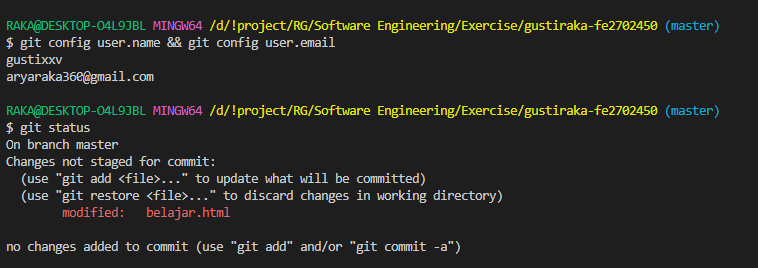 RAKA@DESKTOP-O4L9JBL MINGW64 /d/!project/RG/Software Engineering/Exercise/gustiraka-fe2702450 (master)
$ git config user.name && git config user.email
gustixxv
aryaraka360@gmail.com
RAKA@DESKTOP-O4L9JBL MINGW64 /d/!project/RG/Software Engineering/Exercise/gustiraka-fe2702450 (master)
$ git status
On branch master
Changes not staged for commit:
  (use "git add <file>..." to update what will be committed)
  (use "git restore <file>..." to discard changes in working directory)
        modified:   belajar.html
no changes added to commit (use "git add" and/or "git commit -a")